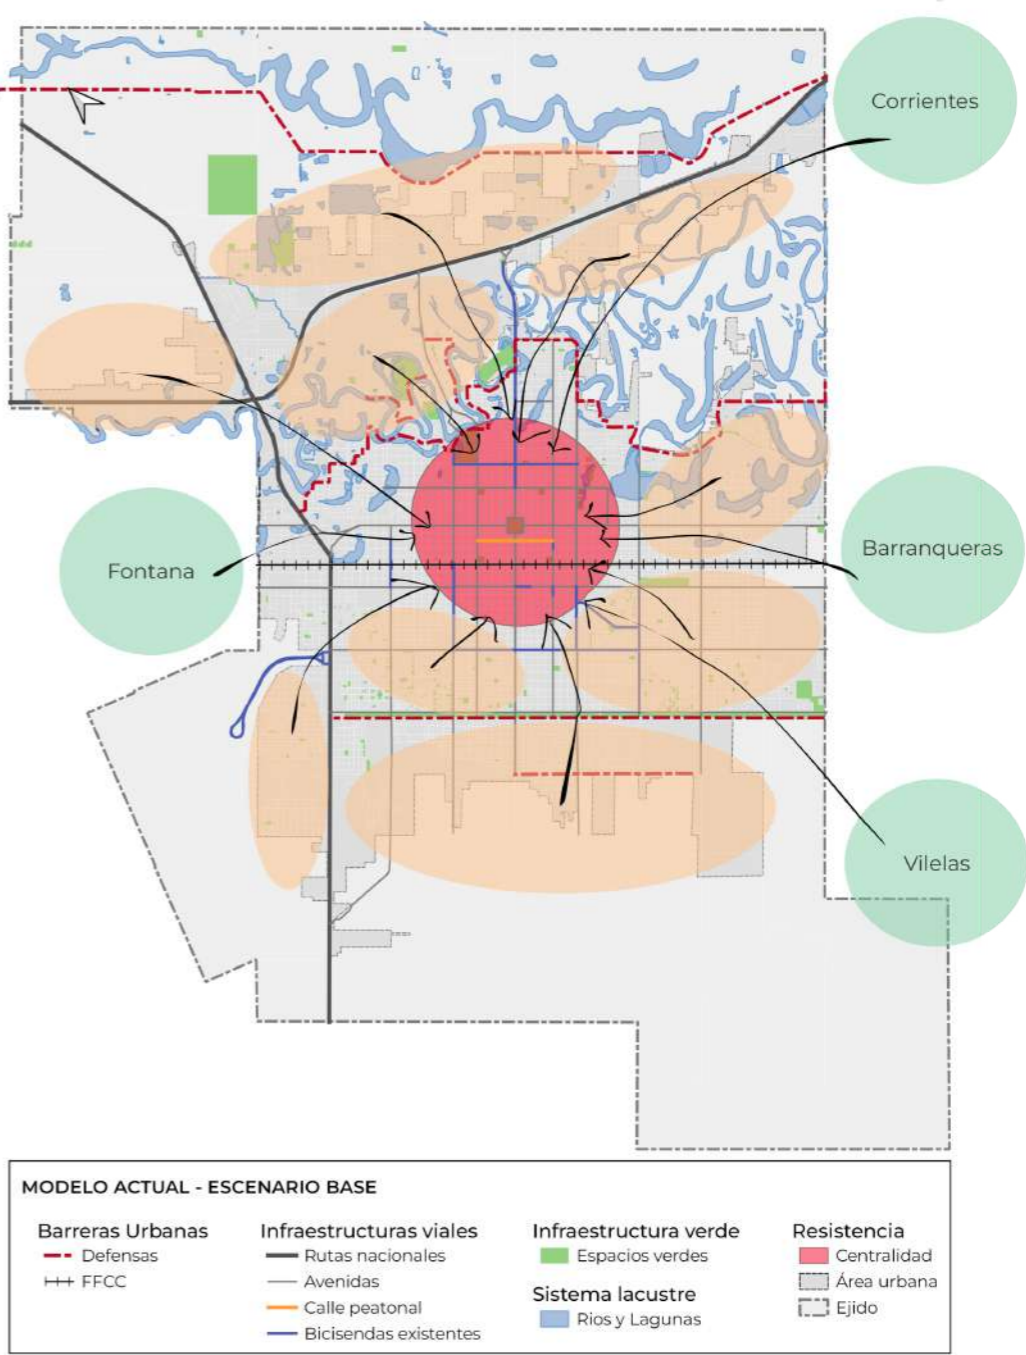 Corrientes
Barranqueras
Fontana
Vilelas
MODELO ACTUAL - ESCENARIO BASE
Barreras Urbanas
Defensas
FFCC
Infraestructuras viales
Rutas nacionales
Avenidas
Calle peatonal
Bicisendas existentes
Infraestructura verde
Espacios verdes
Sistema lacustre
Rios y Lagunas
Resistencia
Centralidad
Área urbana
Ejido